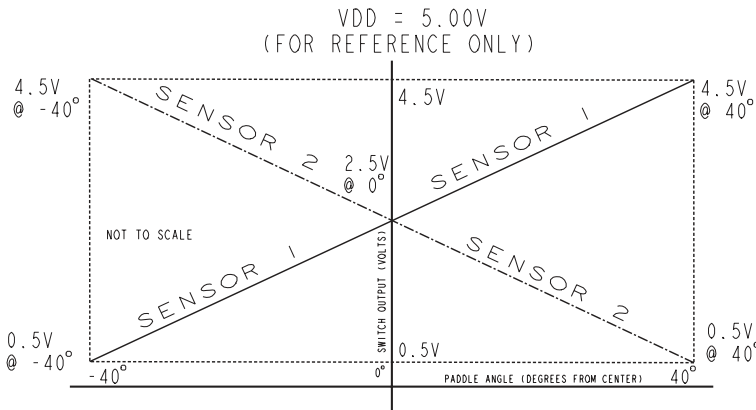 VDD = 5.00V
(FOR REFERENCE ONLY)
4.5V
@ -40°
SENSOR 2
4.5V
SENSOR 1
4.5V
@ 40°
2.5V
@ 0°
NOT TO SCALE
SWITCH OUTPUT (VOLTS)
SENSOR 1
SENSOR 2
0.5V
@ -40°
0.5V
0.5V
@ 40°
-40°
0°
PADDLE ANGLE (DEGREES FROM CENTER)
40°